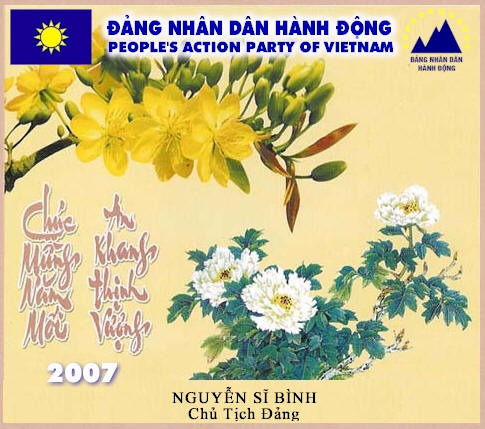 ĐẢNG NHÂN DÂN HÀNH ĐỘNG
PEOPLE'S ACTION PARTY OF VIETNAM
ĐẢNG NHÂN DÂN
HÀNH ĐỘNG
Chúc
Mừng
Năm
Mới
An
Khang
Thịnh
Vượng
2007
NGUYỄN SĨ BÌNH
Chủ Tịch Đảng